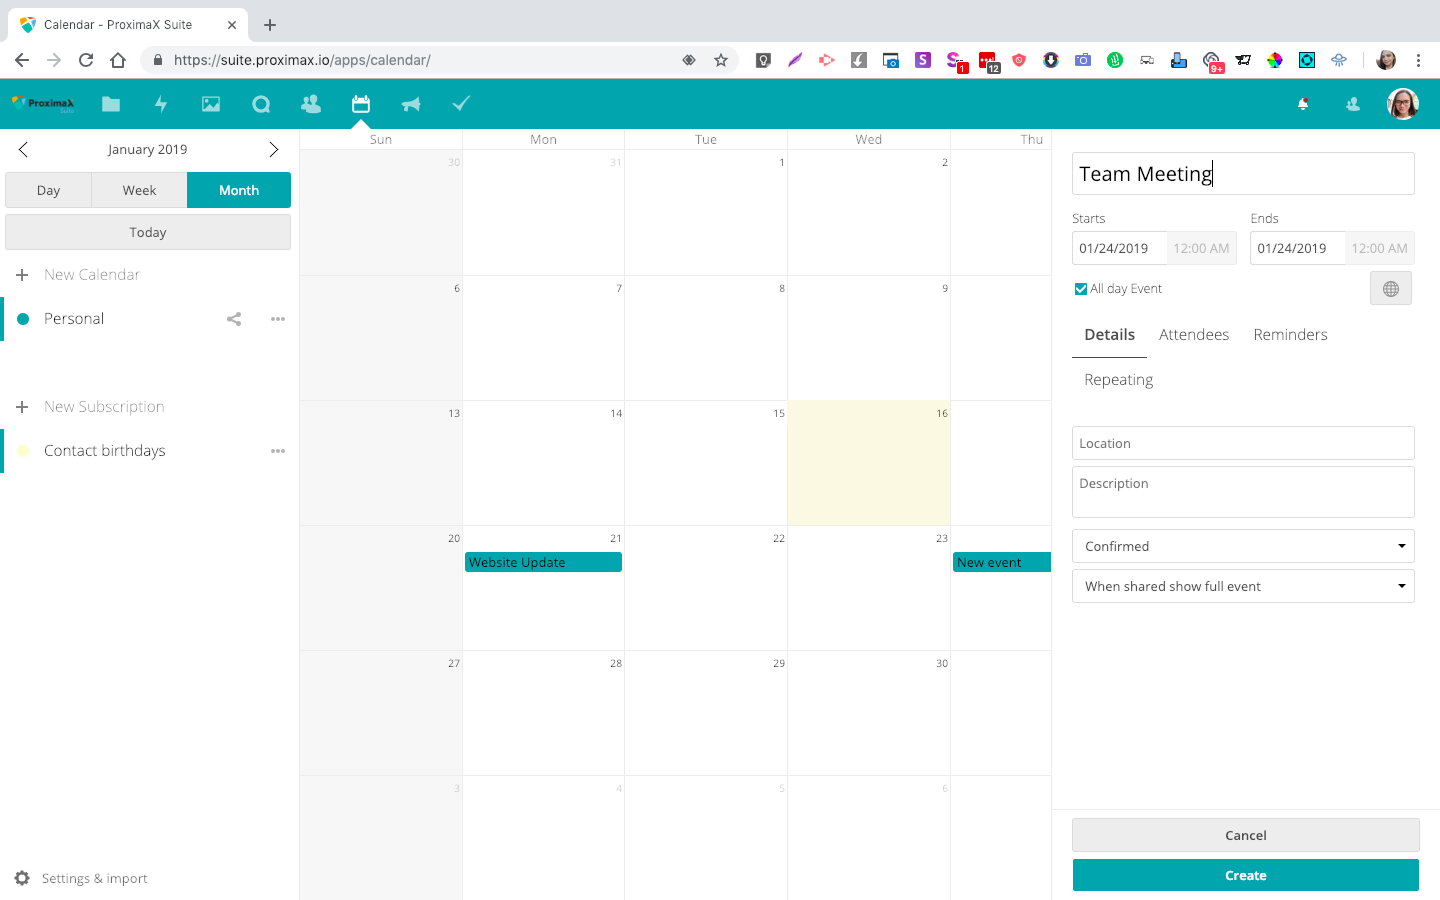 Calendar - ProximaX Suite
https://suite.proximax.io/apps/calendar/
1
12
9+
ProximaX
Suite
January 2019
Day Week Month
Today
New Calendar
Personal
New Subscription
Contact birthdays
Settings & import
Sun Mon Tue Wed Thu
30 31 1 2
6 7 8 9
13 14 15 16
20 21 22 23
Website Update New event
27 28 29 30
3 4 5 6
Team Meeting
Starts Ends
01/24/2019 12:00 AM 01/24/2019 12:00 AM
All day Event
Details Attendees Reminders
Repeating
Location
Description
Confirmed
When shared show full event
Cancel
Create